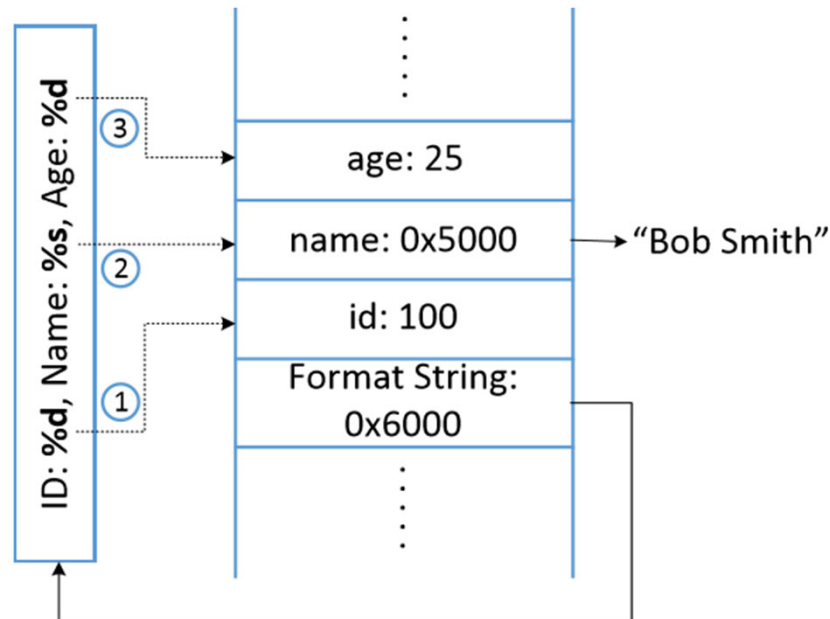 ID: %d, Name: %s, Age: %d
3
2
1
age: 25
name: 0x5000
id: 100
Format String:
0x6000
“Bob Smith”